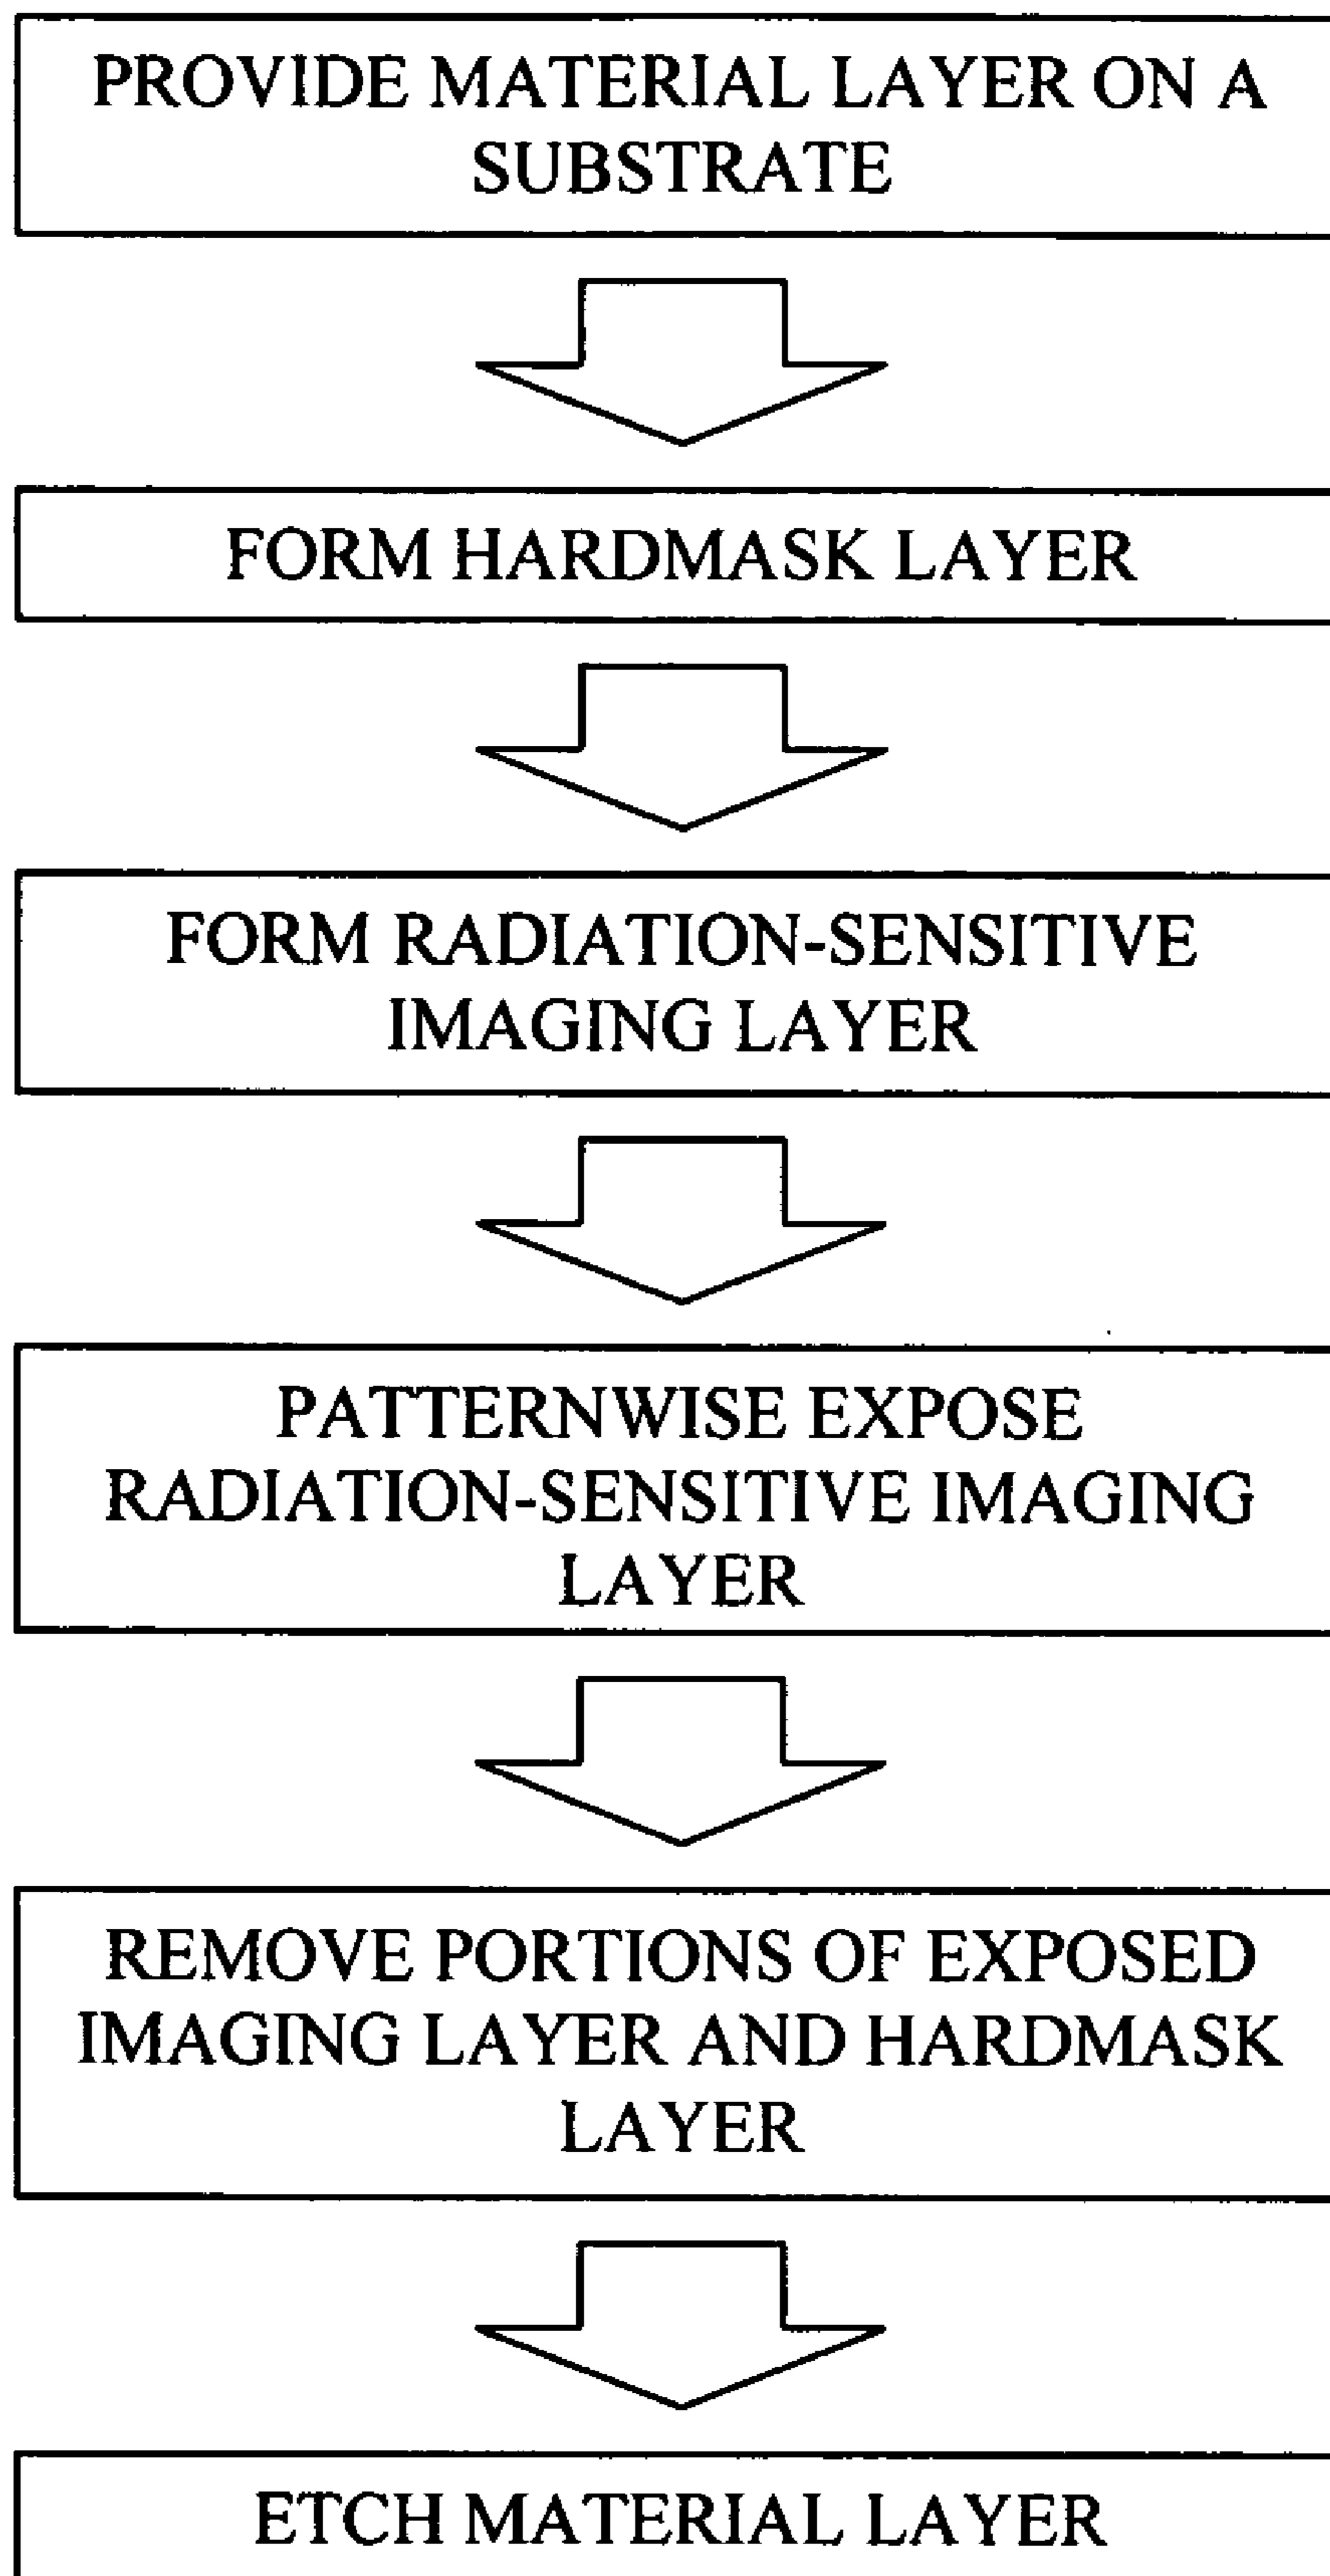 PROVIDE MATERIAL LAYER ON A
SUBSTRATE
FORM HARDMASK LAYER
FORM RADIATION-SENSITIVE
IMAGING LAYER
PATTERNWISE EXPOSE
RADIATION-SENSITIVE IMAGING
LAYER
REMOVE PORTIONS OF EXPOSED
IMAGING LAYER AND HARDMASK
LAYER
ETCH MATERIAL LAYER